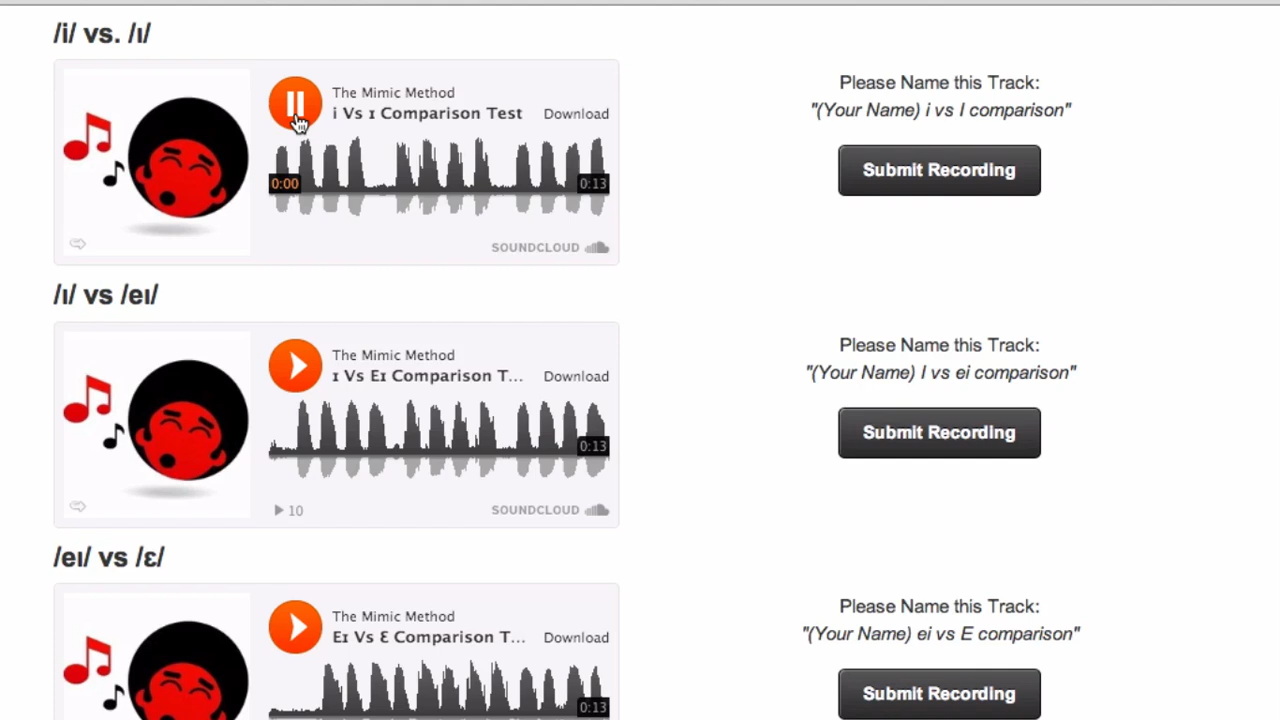 /i/ vs. /ɪ/
The Mimic Method
i Vs ɪ Comparison Test
Download
0:00
0:13
SOUNDCLOUD
Please Name this Track:
"(Your Name) i vs I comparison"
Submit Recording
/ɪ/ vs /eɪ/
The Mimic Method
ɪ Vs Eɪ Comparison T...
Download
0:13
10
SOUNDCLOUD
Please Name this Track:
"(Your Name) I vs ei comparison"
Submit Recording
/eɪ/ vs /ɛ/
The Mimic Method
Eɪ Vs Ɛ Comparison T...
Download
0:13
Please Name this Track:
"(Your Name) ei vs E comparison"
Submit Recording